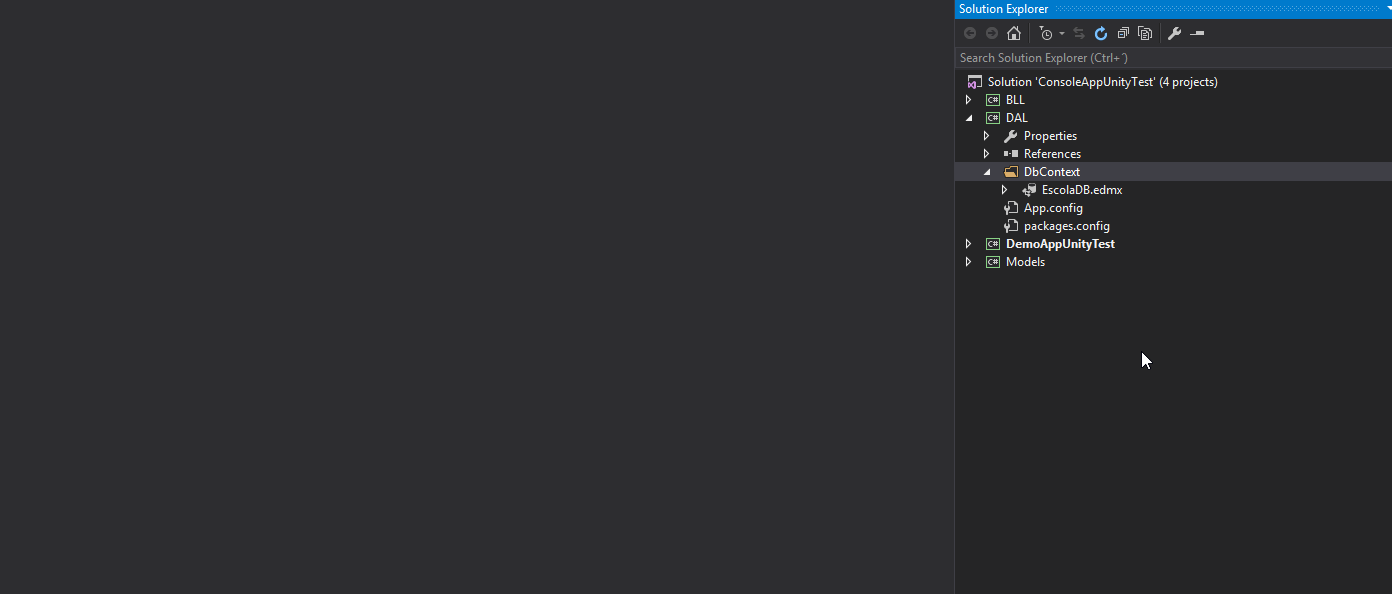 Solution Explorer
Search Solution Explorer (Ctrl+´)
Solution 'ConsoleAppUnityTest' (4 projects)
C# BLL
C# DAL
Properties
References
DbContext
EscolaDB.edmx
App.config
packages.config
C# DemoAppUnityTest
C# Models